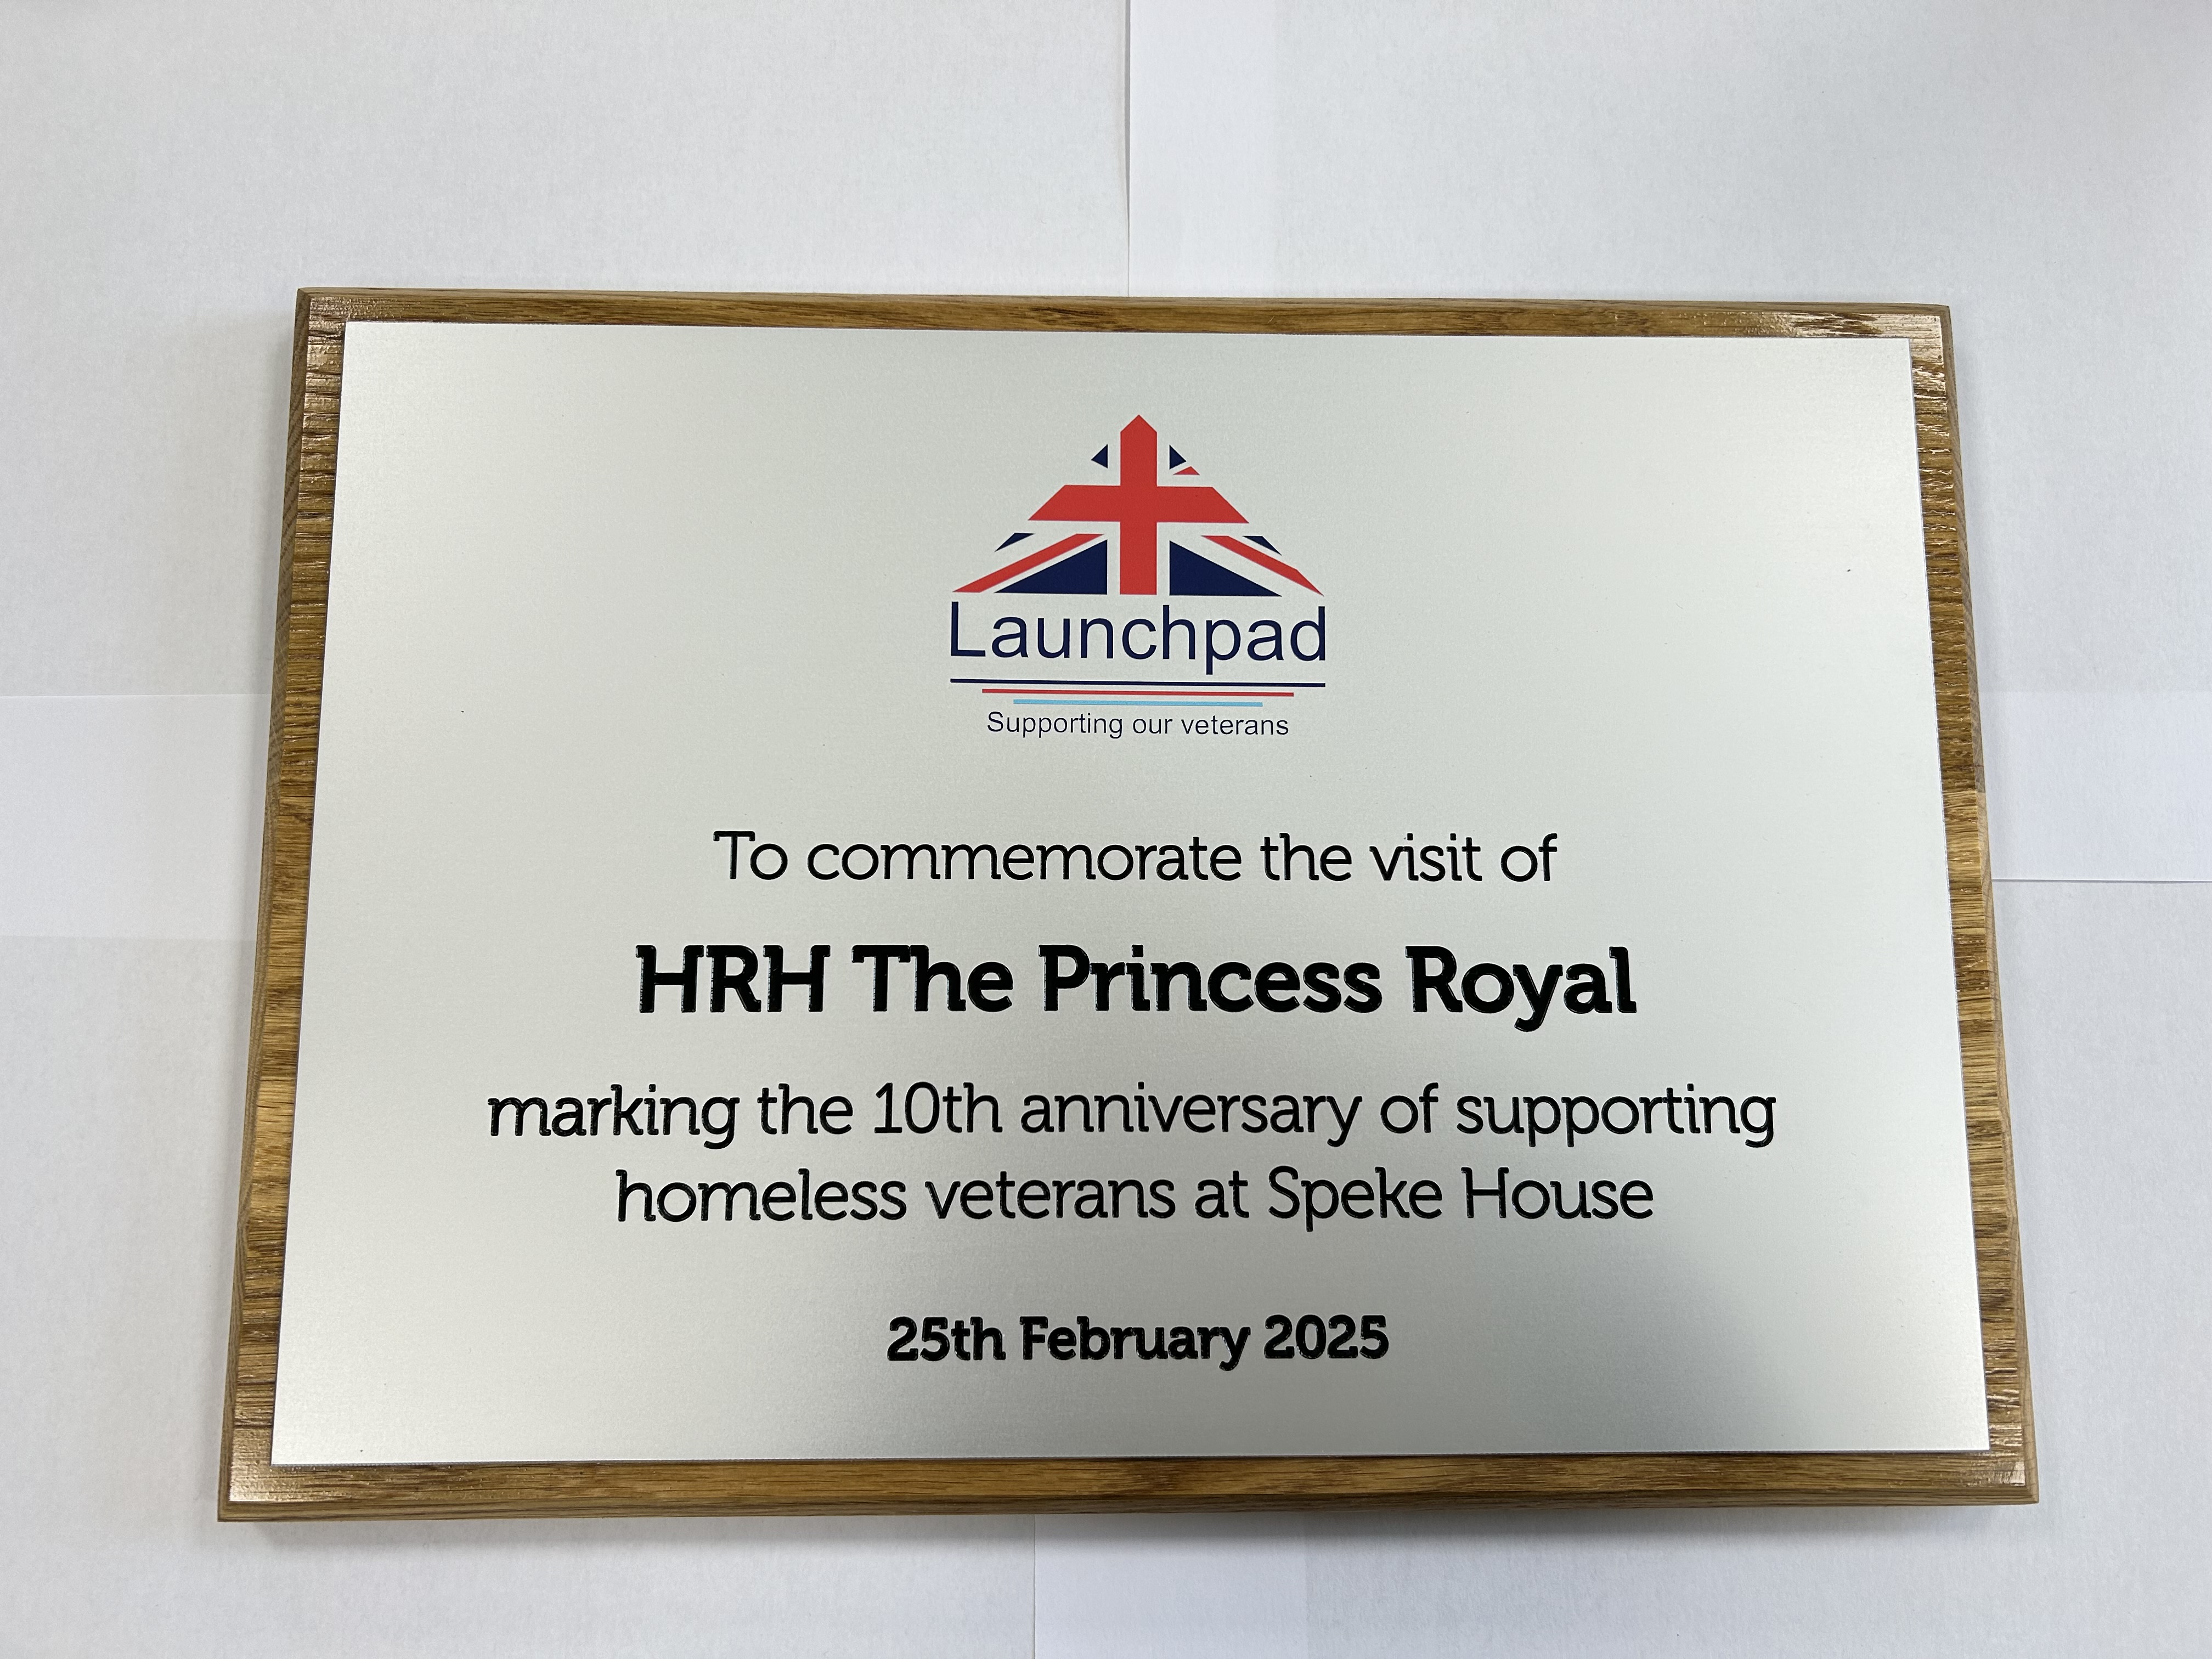 Launchpad
Supporting our veterans
To commemorate the visit of
HRH The Princess Royal
marking the 10th anniversary of supporting
homeless veterans at Speke House
25th February 2025